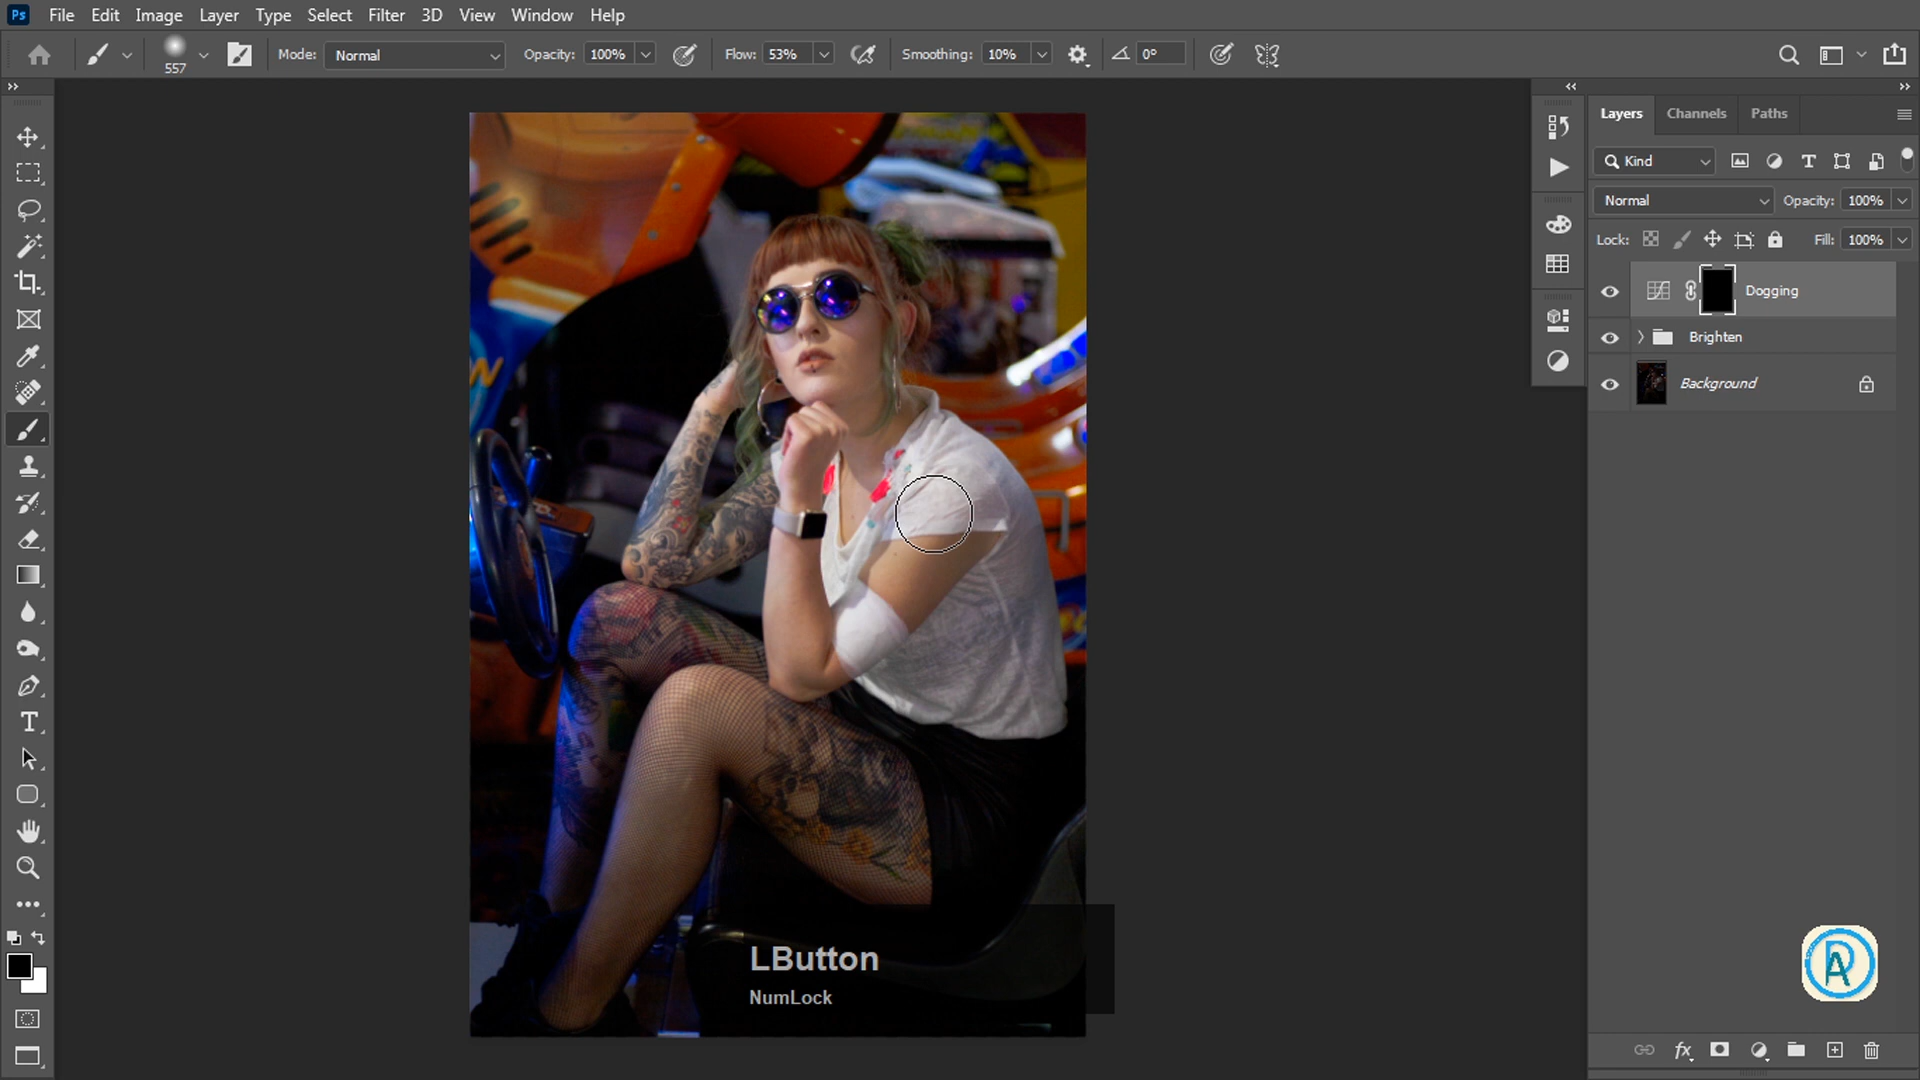 Ps File Edit Image Layer Type Select Filter 3D View Window Help
557 Mode: Normal Opacity: 100% Flow: 53% Smoothing: 10% 0°
Layers Channels Paths
Kind
Normal Opacity: 100%
Lock: Fill: 100%
Dogging
Brighten
Background
LButton
NumLock